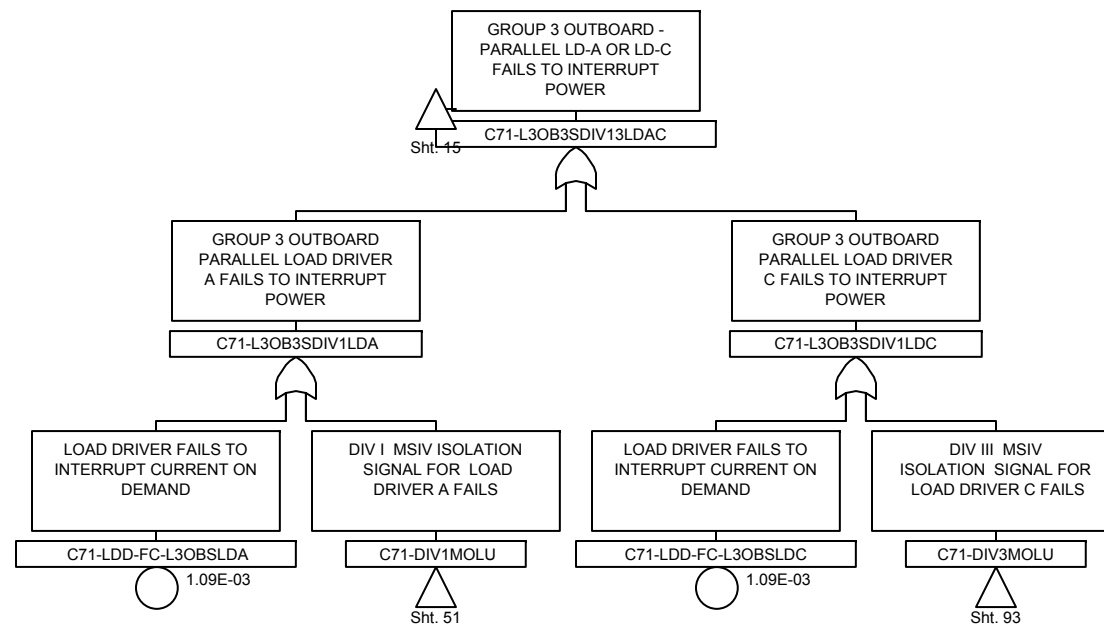 GROUP 3 OUTBOARD -
PARALLEL LD-A OR LD-C
FAILS TO INTERRUPT
POWER
C71-L3OB3SDIV13LDAC
Sht. 15
GROUP 3 OUTBOARD
PARALLEL LOAD DRIVER
A FAILS TO INTERRUPT
POWER
C71-L3OB3SDIV1LDA
GROUP 3 OUTBOARD
PARALLEL LOAD DRIVER
C FAILS TO INTERRUPT
POWER
C71-L3OB3SDIV1LDC
LOAD DRIVER FAILS TO
INTERRUPT CURRENT ON
DEMAND
C71-LDD-FC-L3OBSLDA
1.09E-03
DIV I MSIV ISOLATION
SIGNAL FOR LOAD
DRIVER A FAILS
C71-DIV1MOLU
Sht. 51
LOAD DRIVER FAILS TO
INTERRUPT CURRENT ON
DEMAND
C71-LDD-FC-L3OBSLDC
1.09E-03
DIV III MSIV
ISOLATION SIGNAL FOR
LOAD DRIVER C FAILS
C71-DIV3MOLU
Sht. 93